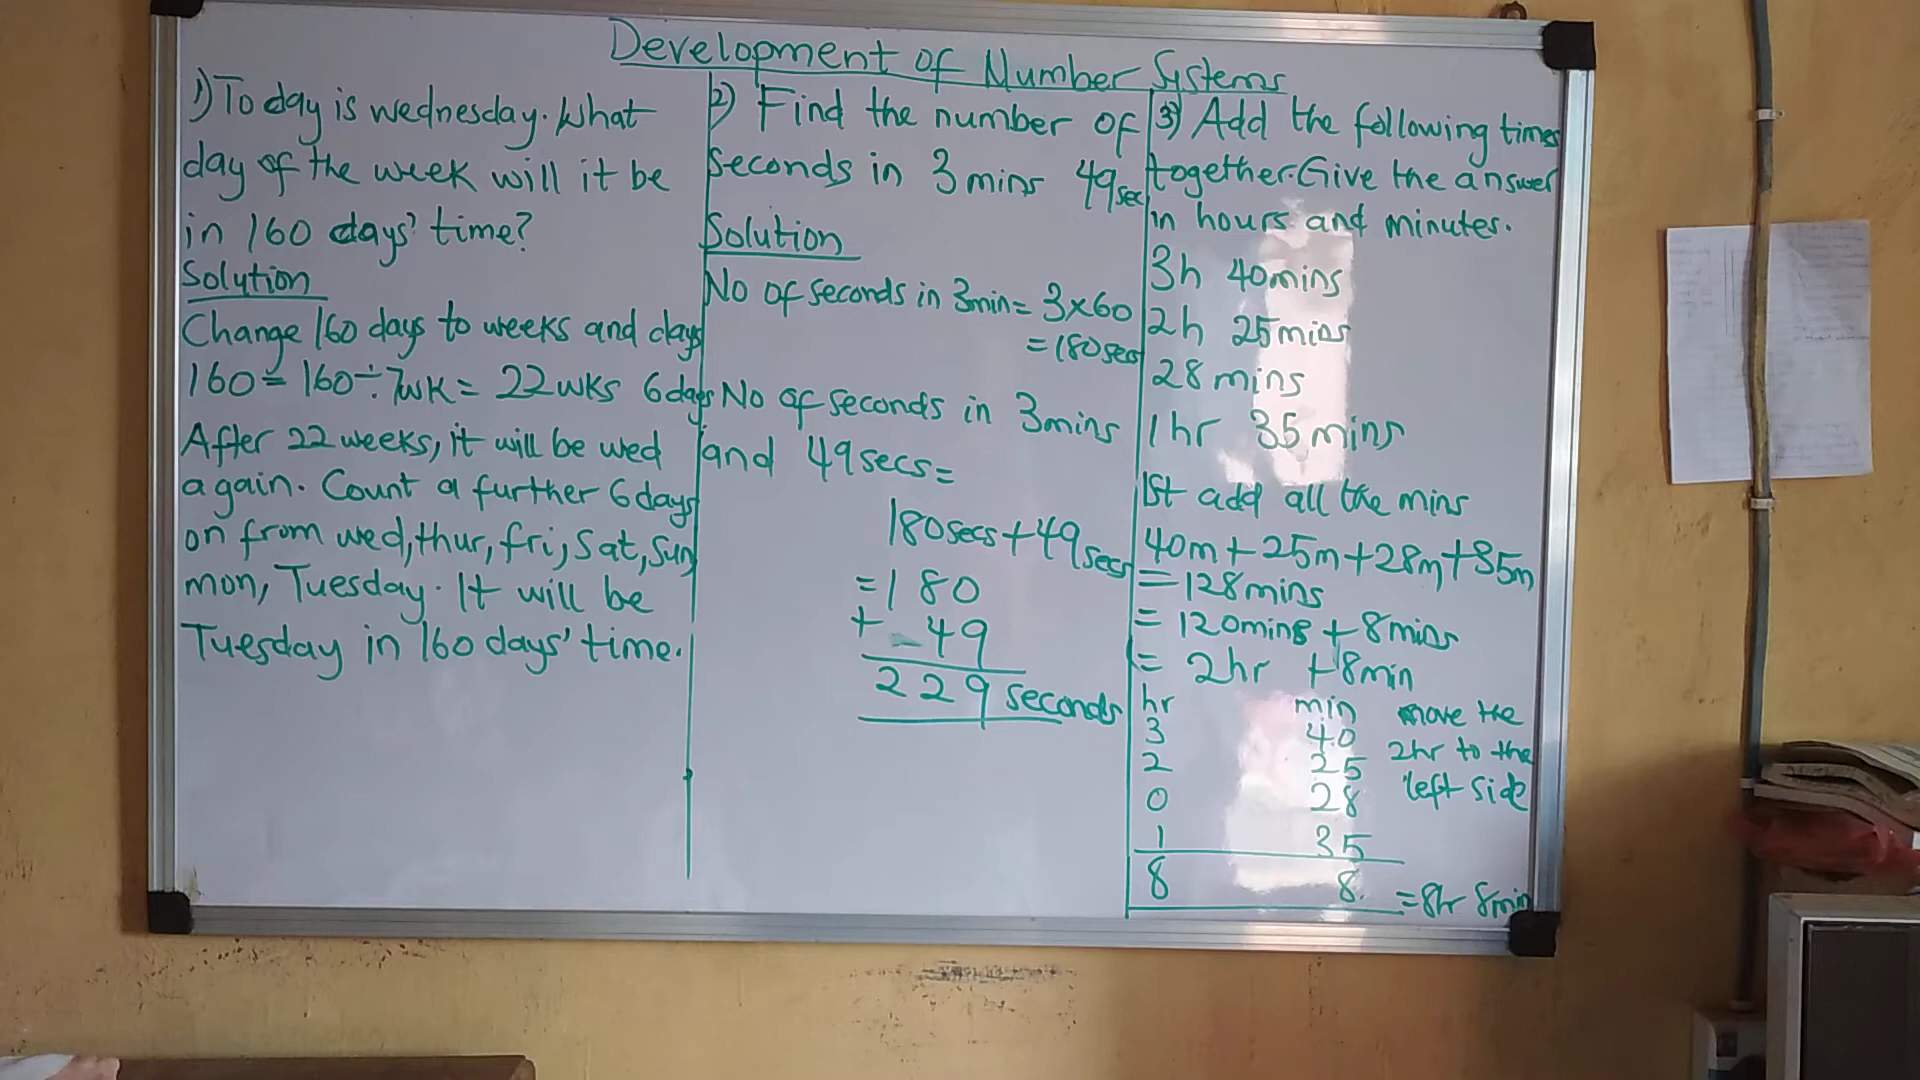 Development of Number Systems
1) Today is wednesday. What
day of the week will it be
in 160 days' time?
Solution
Change 160 days to weeks and days
160 = 160÷7wk = 22wks 6days
After 22 weeks, it will be wed
again. Count a further 6 days
on from wed, thur, fri, Sat, Sun,
mon, Tuesday. It will be
Tuesday in 160 days' time.
2) Find the number of
seconds in 3 mins 49sec
Solution
No of seconds in 3min = 3x60
= 180secs
No of seconds in 3mins
and 49secs =
180secs + 49secs
= 180
+ 49
229 seconds
3) Add the following times
together. Give the answer
in hours and minutes.
3h 40mins
2h 25mins
28 mins
1hr 35 mins
1st add all the mins
40m + 25m + 28m + 35m
= 128mins
= 120mins + 8mins
= 2hr + 8min
hr min move the
3 40 2hr to the
2 25 left side
0 28
1 35
8 8. = 8hr 8min